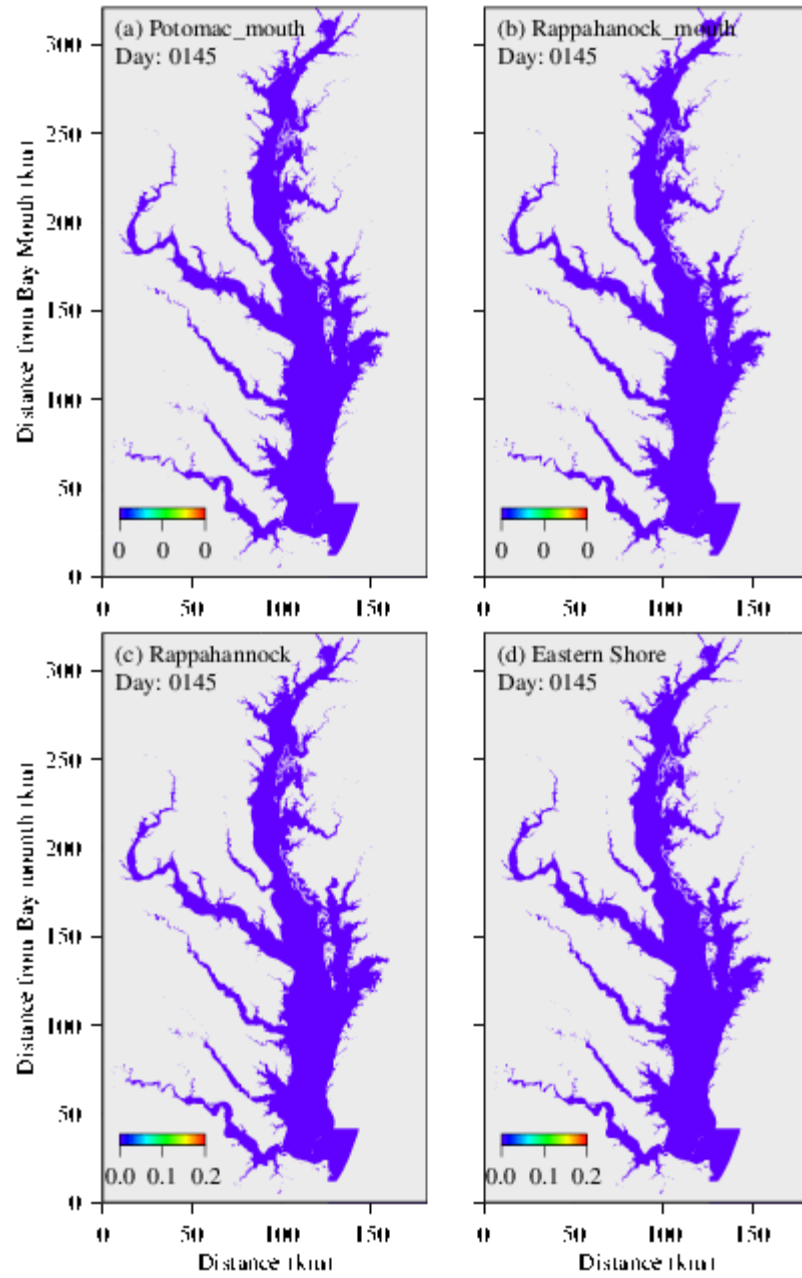 (a) Potomac_mouth
Day: 0145
(b) Rappahanock_mouth
Day: 0145
Distance from Bay Mouth (km)
300
250
200
150
100
50
0
0 0 0
0 0 0
0 50 100 150
0 50 100 150
(c) Rappahannock
Day: 0145
(d) Eastern Shore
Day: 0145
Distance from Bay mounth (km)
300
250
200
150
100
50
0
0.0 0.1 0.2
0.0 0.1 0.2
0 50 100 150
0 50 100 150
Distance (km)
Distance (km)